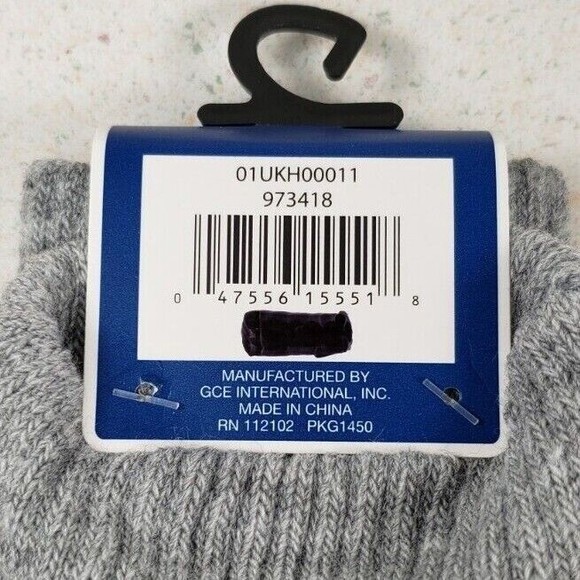 01UKH00011
973418
0 47556 15551 8
MANUFACTURED BY
GCE INTERNATIONAL, INC.
MADE IN CHINA
RN 112102 PKG1450